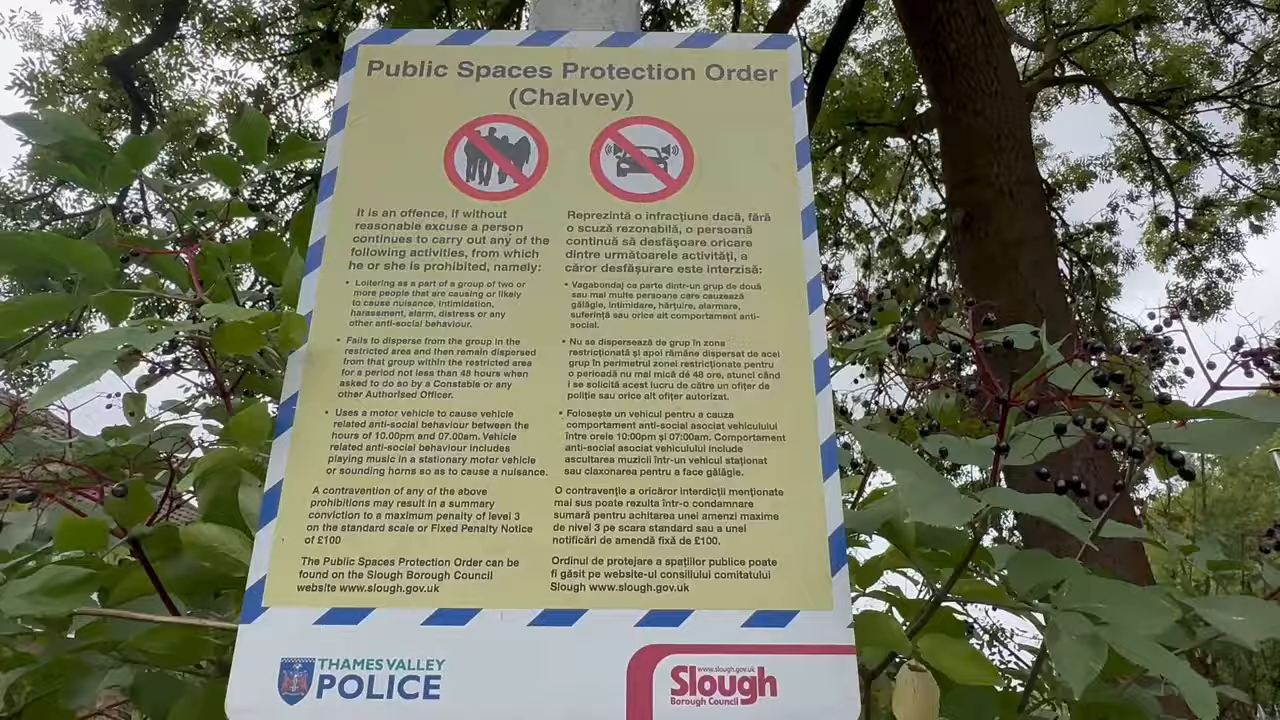 Public Spaces Protection Order
(Chalvey)
It is an offence, if without
reasonable excuse a person
continues to carry out any of the
following activities, from which
he or she is prohibited, namely:
• Loitering as a part of a group of two or
more people that are causing or likely
to cause nuisance, intimidation,
harassment, alarm, distress or any
other anti-social behaviour.
• Fails to disperse from the group in the
restricted area and then remain dispersed
from that group within the restricted area
for a period not less than 48 hours when
asked to do so by a Constable or any
other Authorised Officer.
• Uses a motor vehicle to cause vehicle
related anti-social behaviour between the
hours of 10.00pm and 07.00am. Vehicle
related anti-social behaviour includes
playing music in a stationary motor vehicle
or sounding horns so as to cause a nuisance.
A contravention of any of the above
prohibitions may result in a summary
conviction to a maximum penalty of level 3
on the standard scale or Fixed Penalty Notice
of £100
The Public Spaces Protection Order can be
found on the Slough Borough Council
website www.slough.gov.uk
Reprezintă o infracțiune dacă, fără
o scuză rezonabilă, o persoană
continuă să desfășoare oricare
dintre următoarele activități, a
căror desfășurare este interzisă:
• Vagabondaj ca parte dintr-un grup de două
sau mai multe persoane care cauzează
gălăgie, intimidare, hărțuire, alarmare,
suferință sau orice alt comportament anti-
social.
• Nu se dispersează de grup în zona
restricționată și apoi rămâne dispersat de acel
grup în perimetrul zonei restricționate pentru
o perioadă nu mai mică de 48 ore, atunci când
i se solicită acest lucru de către un ofițer de
poliție sau orice alt ofițer autorizat.
• Folosește un vehicul pentru a cauza
comportament anti-social asociat vehiculului
între orele 10:00pm și 07:00am. Comportament
anti-social asociat vehiculului include
ascultarea muzicii într-un vehicul staționat
sau claxonarea pentru a face gălăgie.
O contravenție a oricăror interdicții menționate
mai sus poate rezulta într-o condamnare
sumară pentru achitarea unei amenzi maxime
de nivel 3 pe scara standard sau a unei
notificări de amendă fixă de £100.
Ordinul de protejare a spațiilor publice poate
fi găsit pe website-ul consiliului comitatului
Slough www.slough.gov.uk
THAMES VALLEY
POLICE
www.slough.gov.uk
Slough
Borough Council